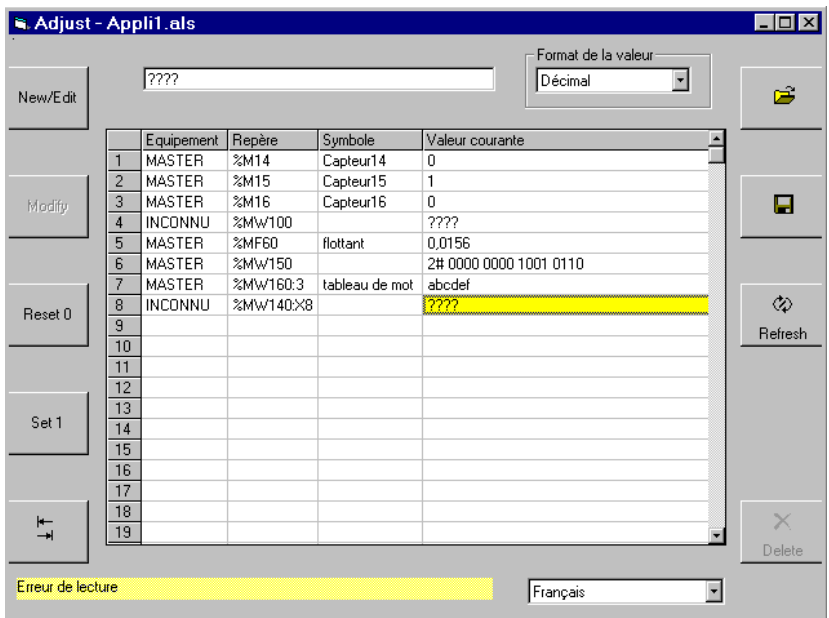 Adjust - Appli1.als
New/Edit
????
Format de la valeur
Décimal
Equipement Repère Symbole Valeur courante
1 MASTER %M14 Capteur14 0
2 MASTER %M15 Capteur15 1
3 MASTER %M16 Capteur16 0
4 INCONNU %MW100 ????
5 MASTER %MF60 flottant 0,0156
6 MASTER %MW150 2# 0000 0000 1001 0110
7 MASTER %MW160:3 tableau de mot abcdef
8 INCONNU %MW140:X8 ????
9
10
11
12
13
14
15
16
17
18
19
Modify
Reset 0
Set 1
Refresh
Delete
Erreur de lecture
Français